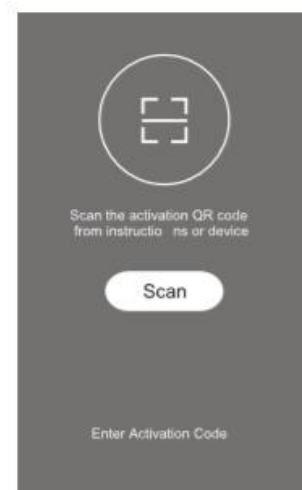 Scan the activation QR code
from instructio ns or device
Scan
Enter Activation Code